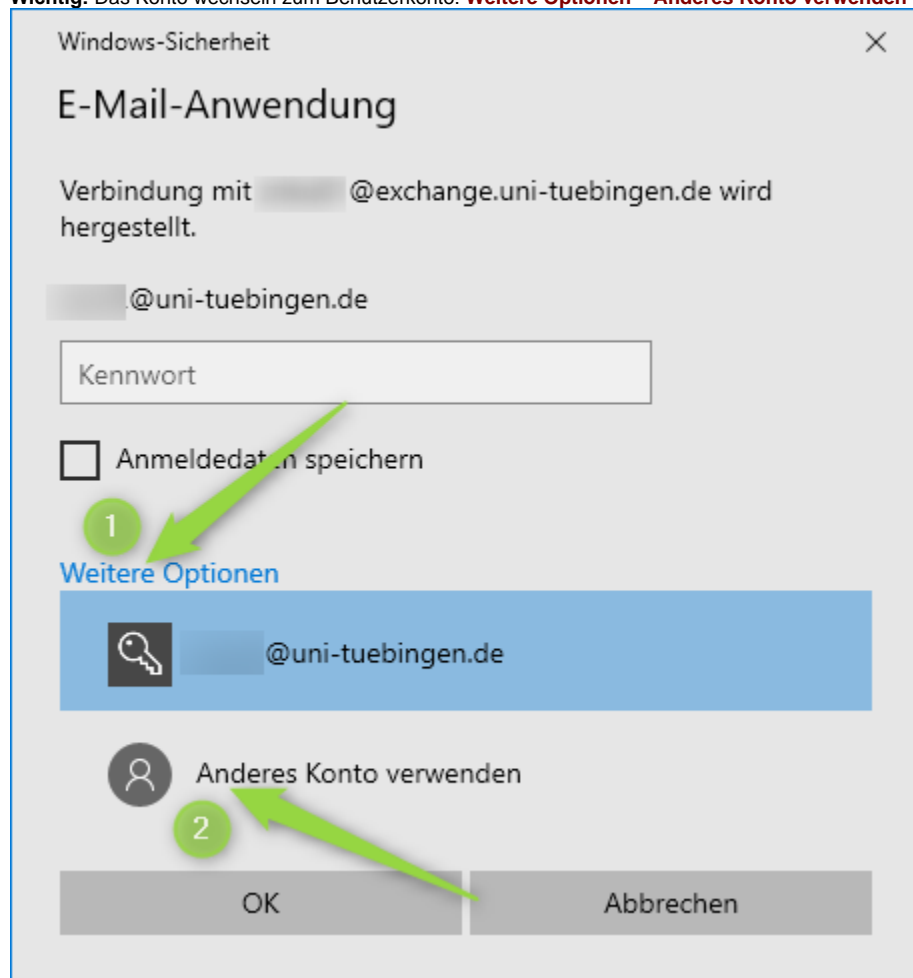 Wichtig: Das Konto wechseln zum Benutzerkonto: Weitere Optionen – Anderes Konto verwenden
Windows-Sicherheit
E-Mail-Anwendung
Verbindung mit @exchange.uni-tuebingen.de wird
hergestellt.
@uni-tuebingen.de
Kennwort
Anmeldedaten speichern
1
Weitere Optionen
@uni-tuebingen.de
Anderes Konto verwenden
2
OK Abbrechen